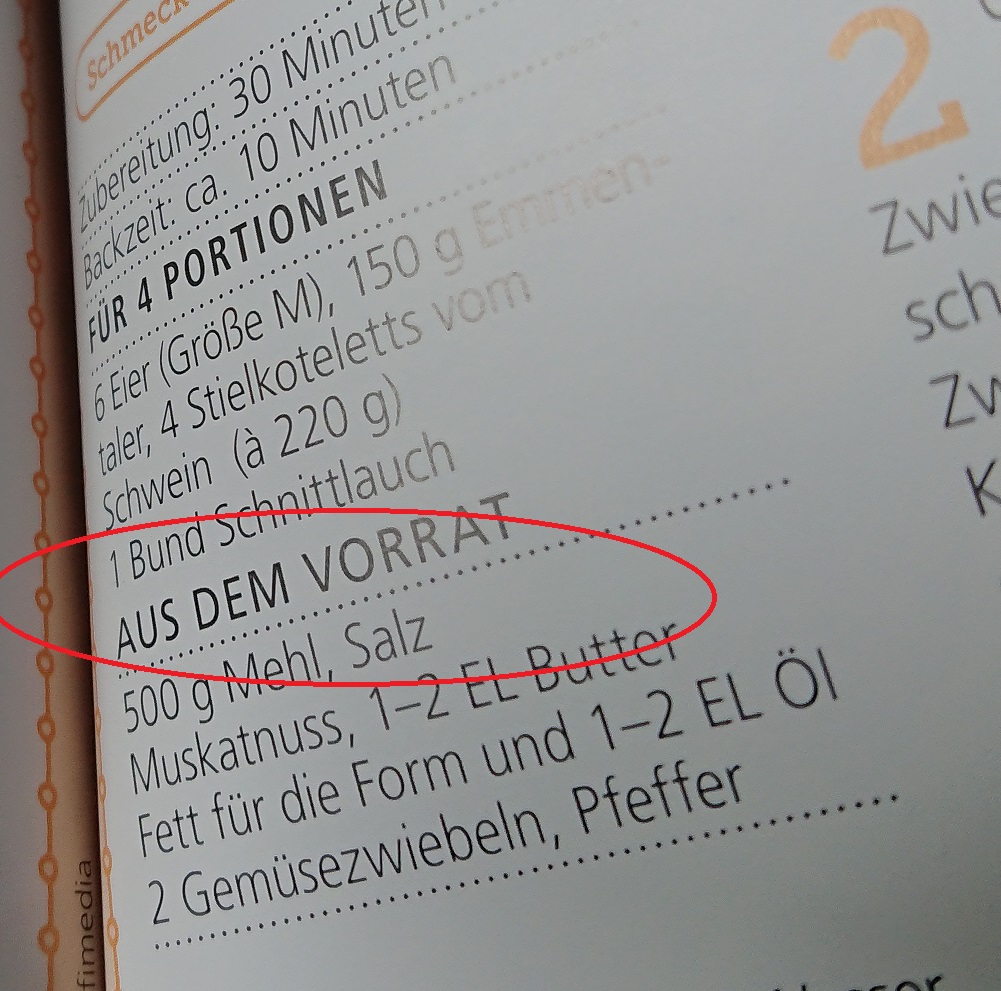 Schmeck
Zubereitung: 30 Minuten
Backzeit: ca. 10 Minuten
FÜR 4 PORTIONEN
6 Eier (Größe M), 150 g Emmen-
taler, 4 Stielkoteletts vom
Schwein (à 220 g)
1 Bund Schnittlauch
AUS DEM VORRAT
500 g Mehl, Salz
Muskatnuss, 1–2 EL Butter
Fett für die Form und 1–2 EL Öl
2 Gemüsezwiebeln, Pfeffer
fimedia
2
Zwie
sch
Zw
K